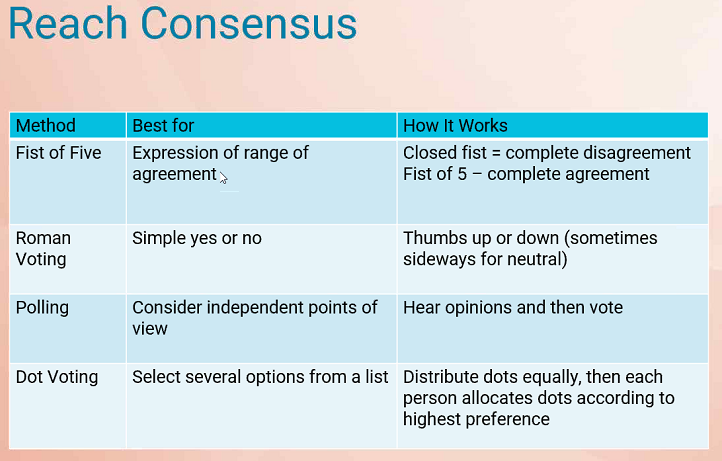 Reach Consensus
Method
Best for
How It Works
Fist of Five
Expression of range of
agreement
Closed fist = complete disagreement
Fist of 5 – complete agreement
Roman
Voting
Simple yes or no
Thumbs up or down (sometimes
sideways for neutral)
Polling
Consider independent points of
view
Hear opinions and then vote
Dot Voting
Select several options from a list
Distribute dots equally, then each
person allocates dots according to
highest preference